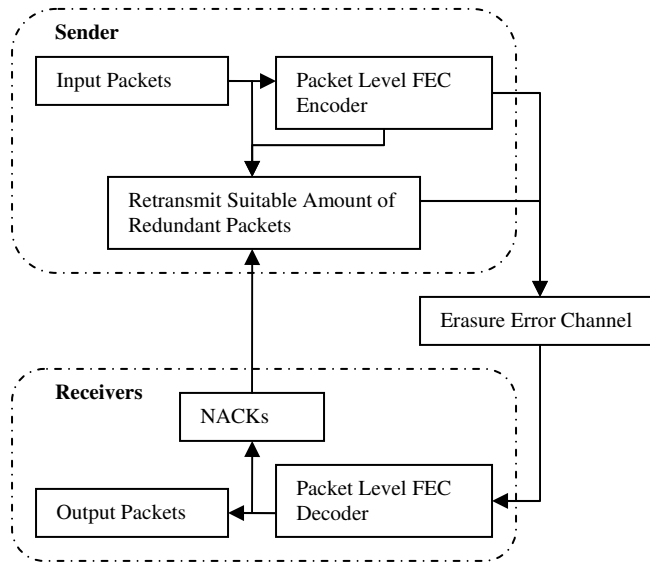 Sender
Input Packets
Packet Level FEC
Encoder
Retransmit Suitable Amount of
Redundant Packets
Erasure Error Channel
Receivers
NACKs
Packet Level FEC
Decoder
Output Packets